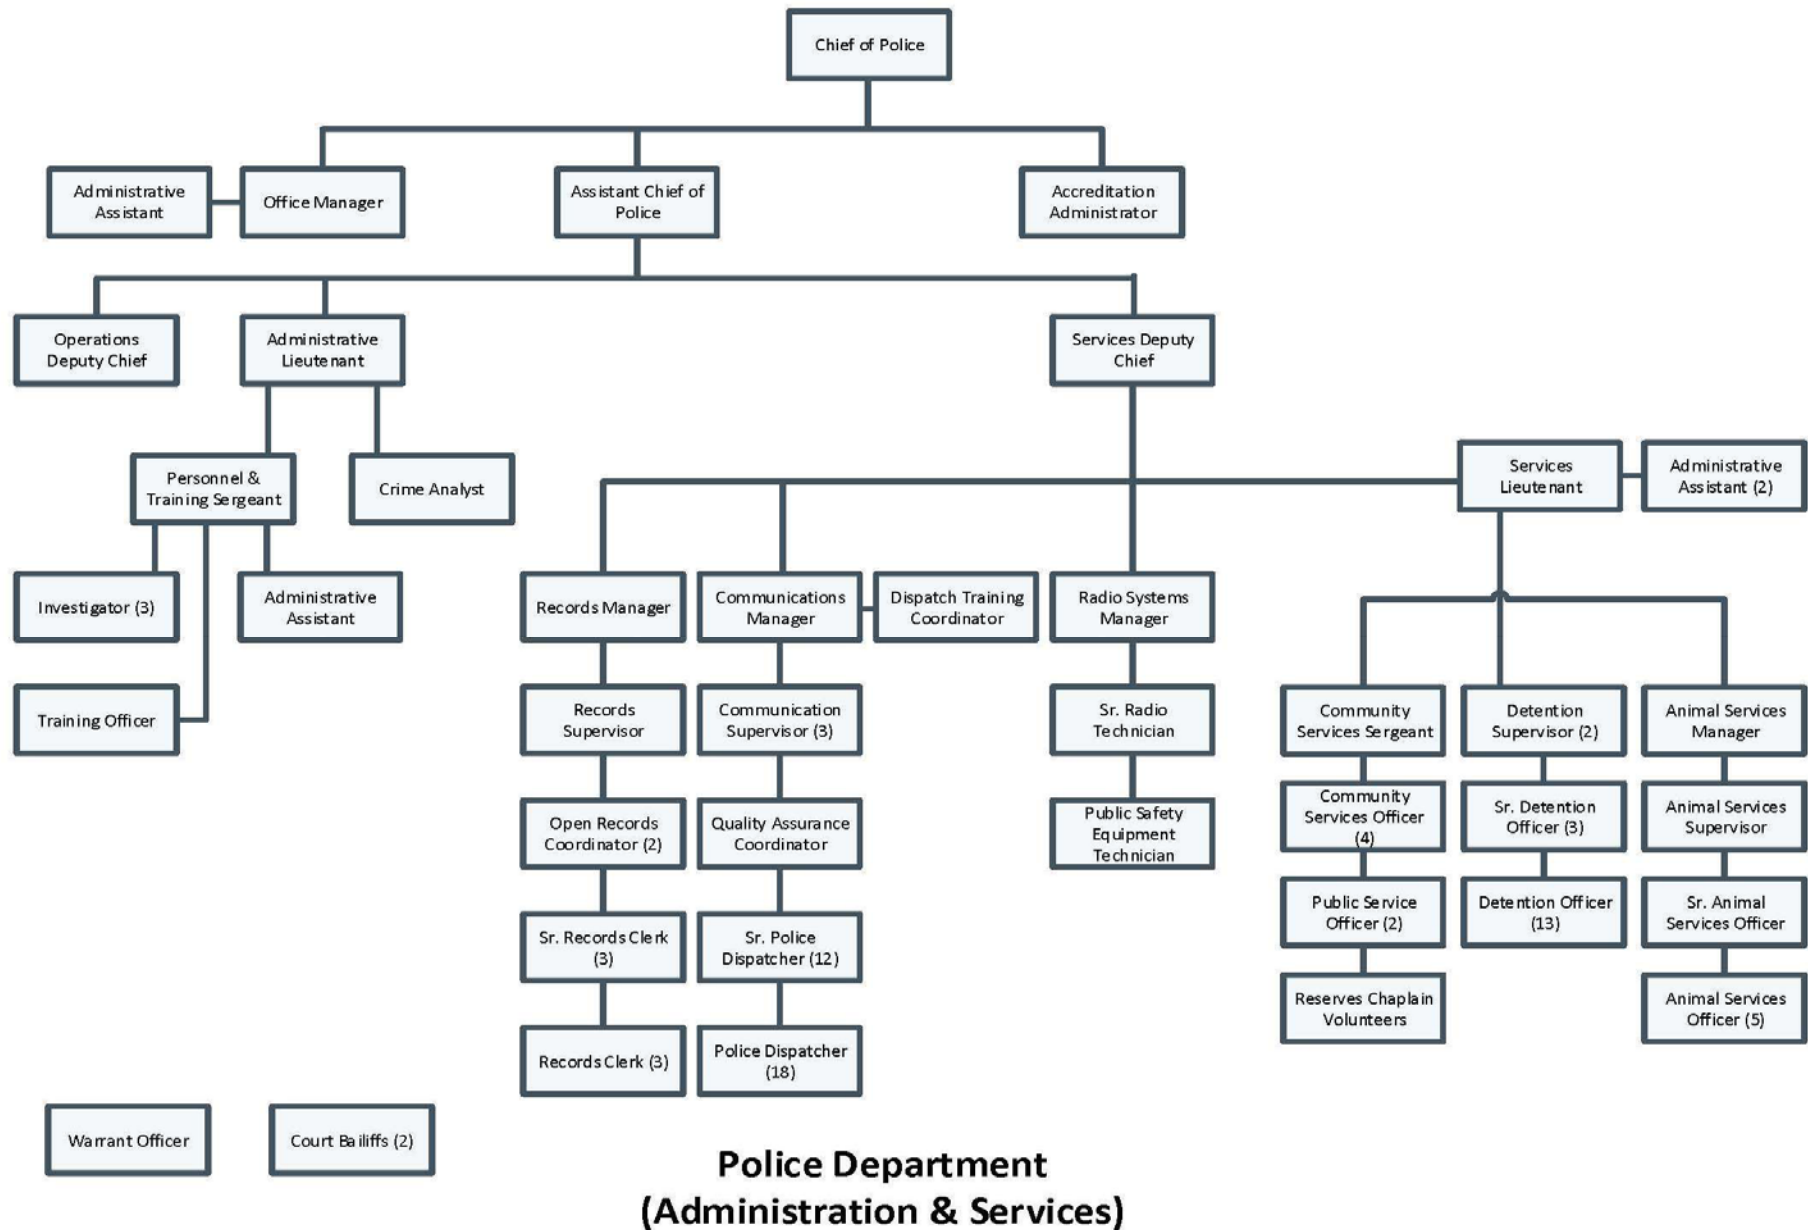 Chief of Police
Administrative
Assistant
Office Manager
Assistant Chief of
Police
Accreditation
Administrator
Operations
Deputy Chief
Administrative
Lieutenant
Services Deputy
Chief
Personnel &
Training Sergeant
Crime Analyst
Services
Lieutenant
Administrative
Assistant (2)
Investigator (3)
Administrative
Assistant
Records Manager
Communications
Manager
Dispatch Training
Coordinator
Radio Systems
Manager
Training Officer
Records
Supervisor
Communication
Supervisor (3)
Sr. Radio
Technician
Community
Services Sergeant
Detention
Supervisor (2)
Animal Services
Manager
Open Records
Coordinator (2)
Quality Assurance
Coordinator
Public Safety
Equipment
Technician
Community
Services Officer
(4)
Sr. Detention
Officer (3)
Animal Services
Supervisor
Sr. Records Clerk
(3)
Sr. Police
Dispatcher (12)
Public Service
Officer (2)
Detention Officer
(13)
Sr. Animal
Services Officer
Records Clerk (3)
Police Dispatcher
(18)
Reserves Chaplain
Volunteers
Animal Services
Officer (5)
Warrant Officer
Court Bailiffs (2)
Police Department
(Administration & Services)